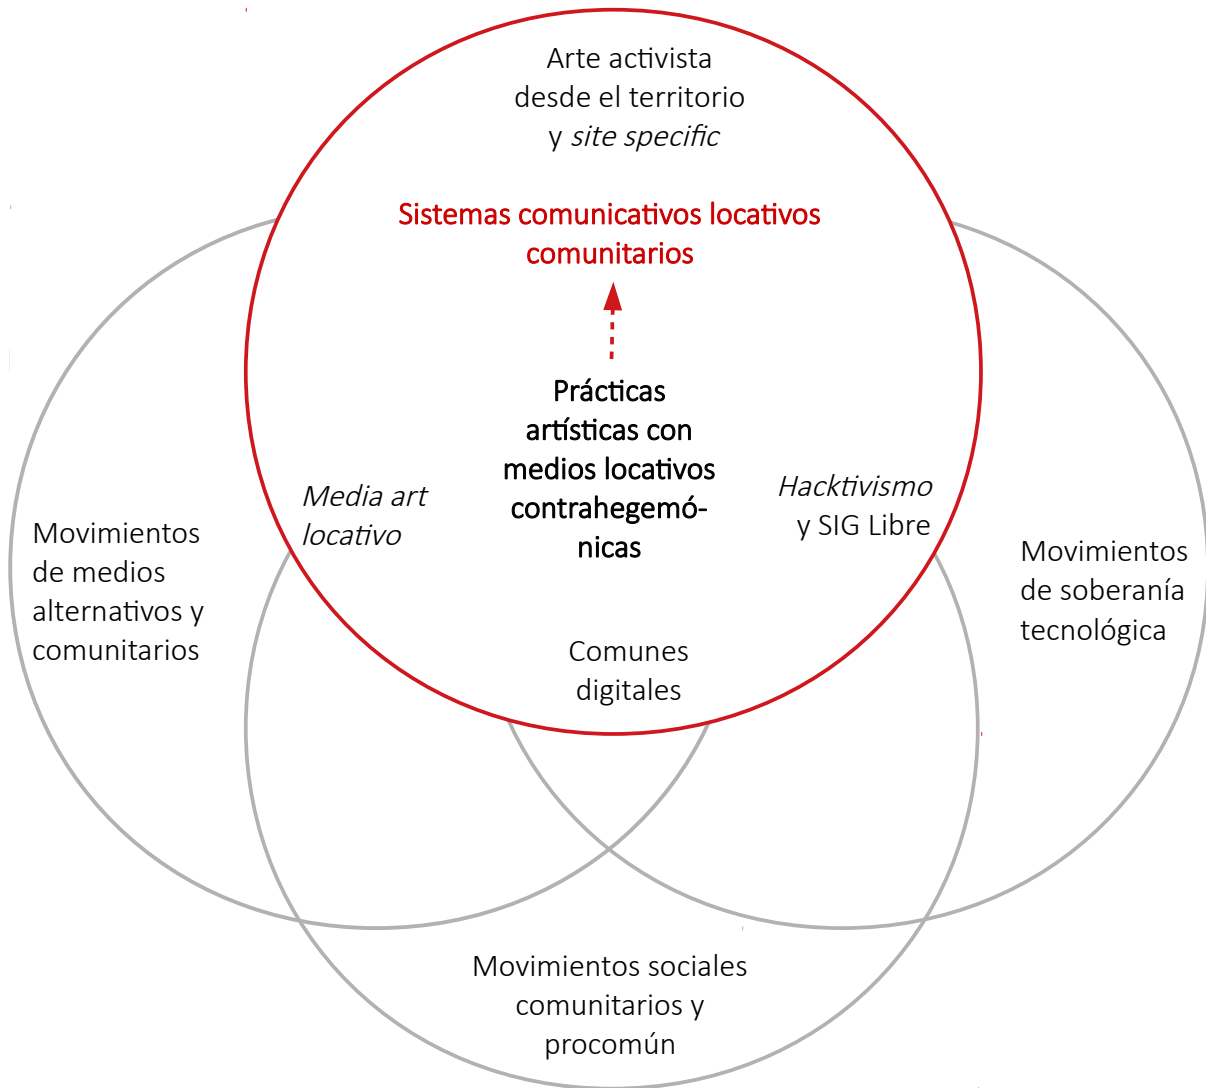 Arte activista
desde el territorio
y site specific
Sistemas comunicativos locativos
comunitarios
Prácticas
artísticas con
medios locativos
contrahegemó-
nicas
Media art
locativo
Hacktivismo
y SIG Libre
Movimientos
de medios
alternativos y
comunitarios
Movimientos
de soberanía
tecnológica
Comunes
digitales
Movimientos sociales
comunitarios y
procomún